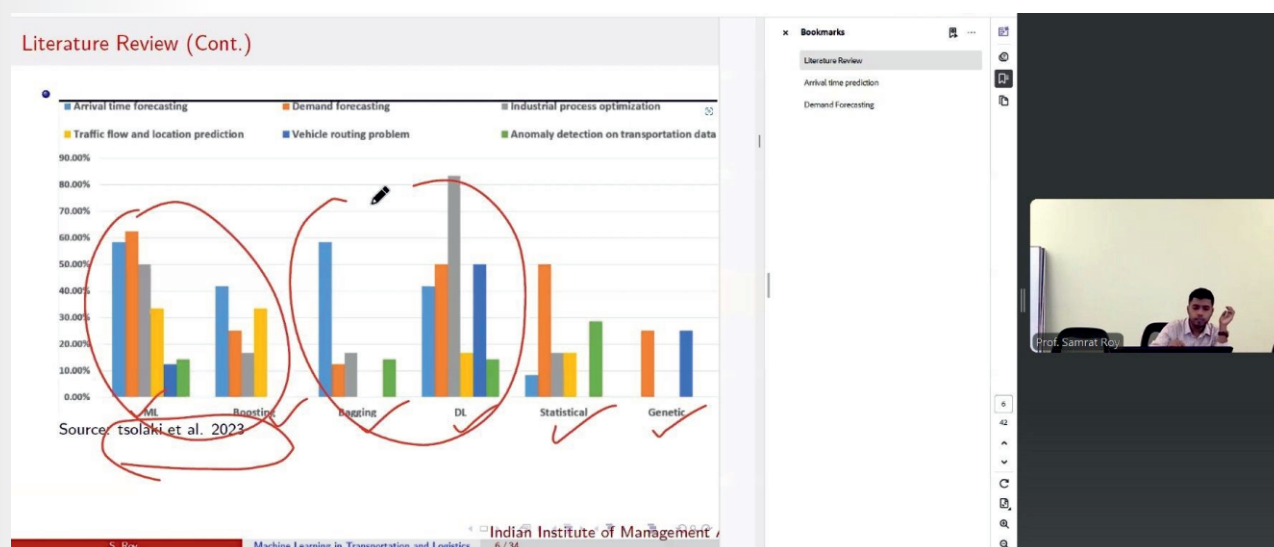 Literature Review (Cont.)
Arrival time forecasting
Demand forecasting
Industrial process optimization
Traffic flow and location prediction
Vehicle routing problem
Anomaly detection on transportation data
90.00%
80.00%
70.00%
60.00%
50.00%
40.00%
30.00%
20.00%
10.00%
0.00%
ML
Boosting
Bagging
DL
Statistical
Genetic
Source: tsolaki et al. 2023
Indian Institute of Management
S. Roy
Machine Learning in Transportation and Logistics
6 / 34
× Bookmarks
Literature Review
Arrival time prediction
Demand Forecasting
6
42
Prof. Samrat Roy